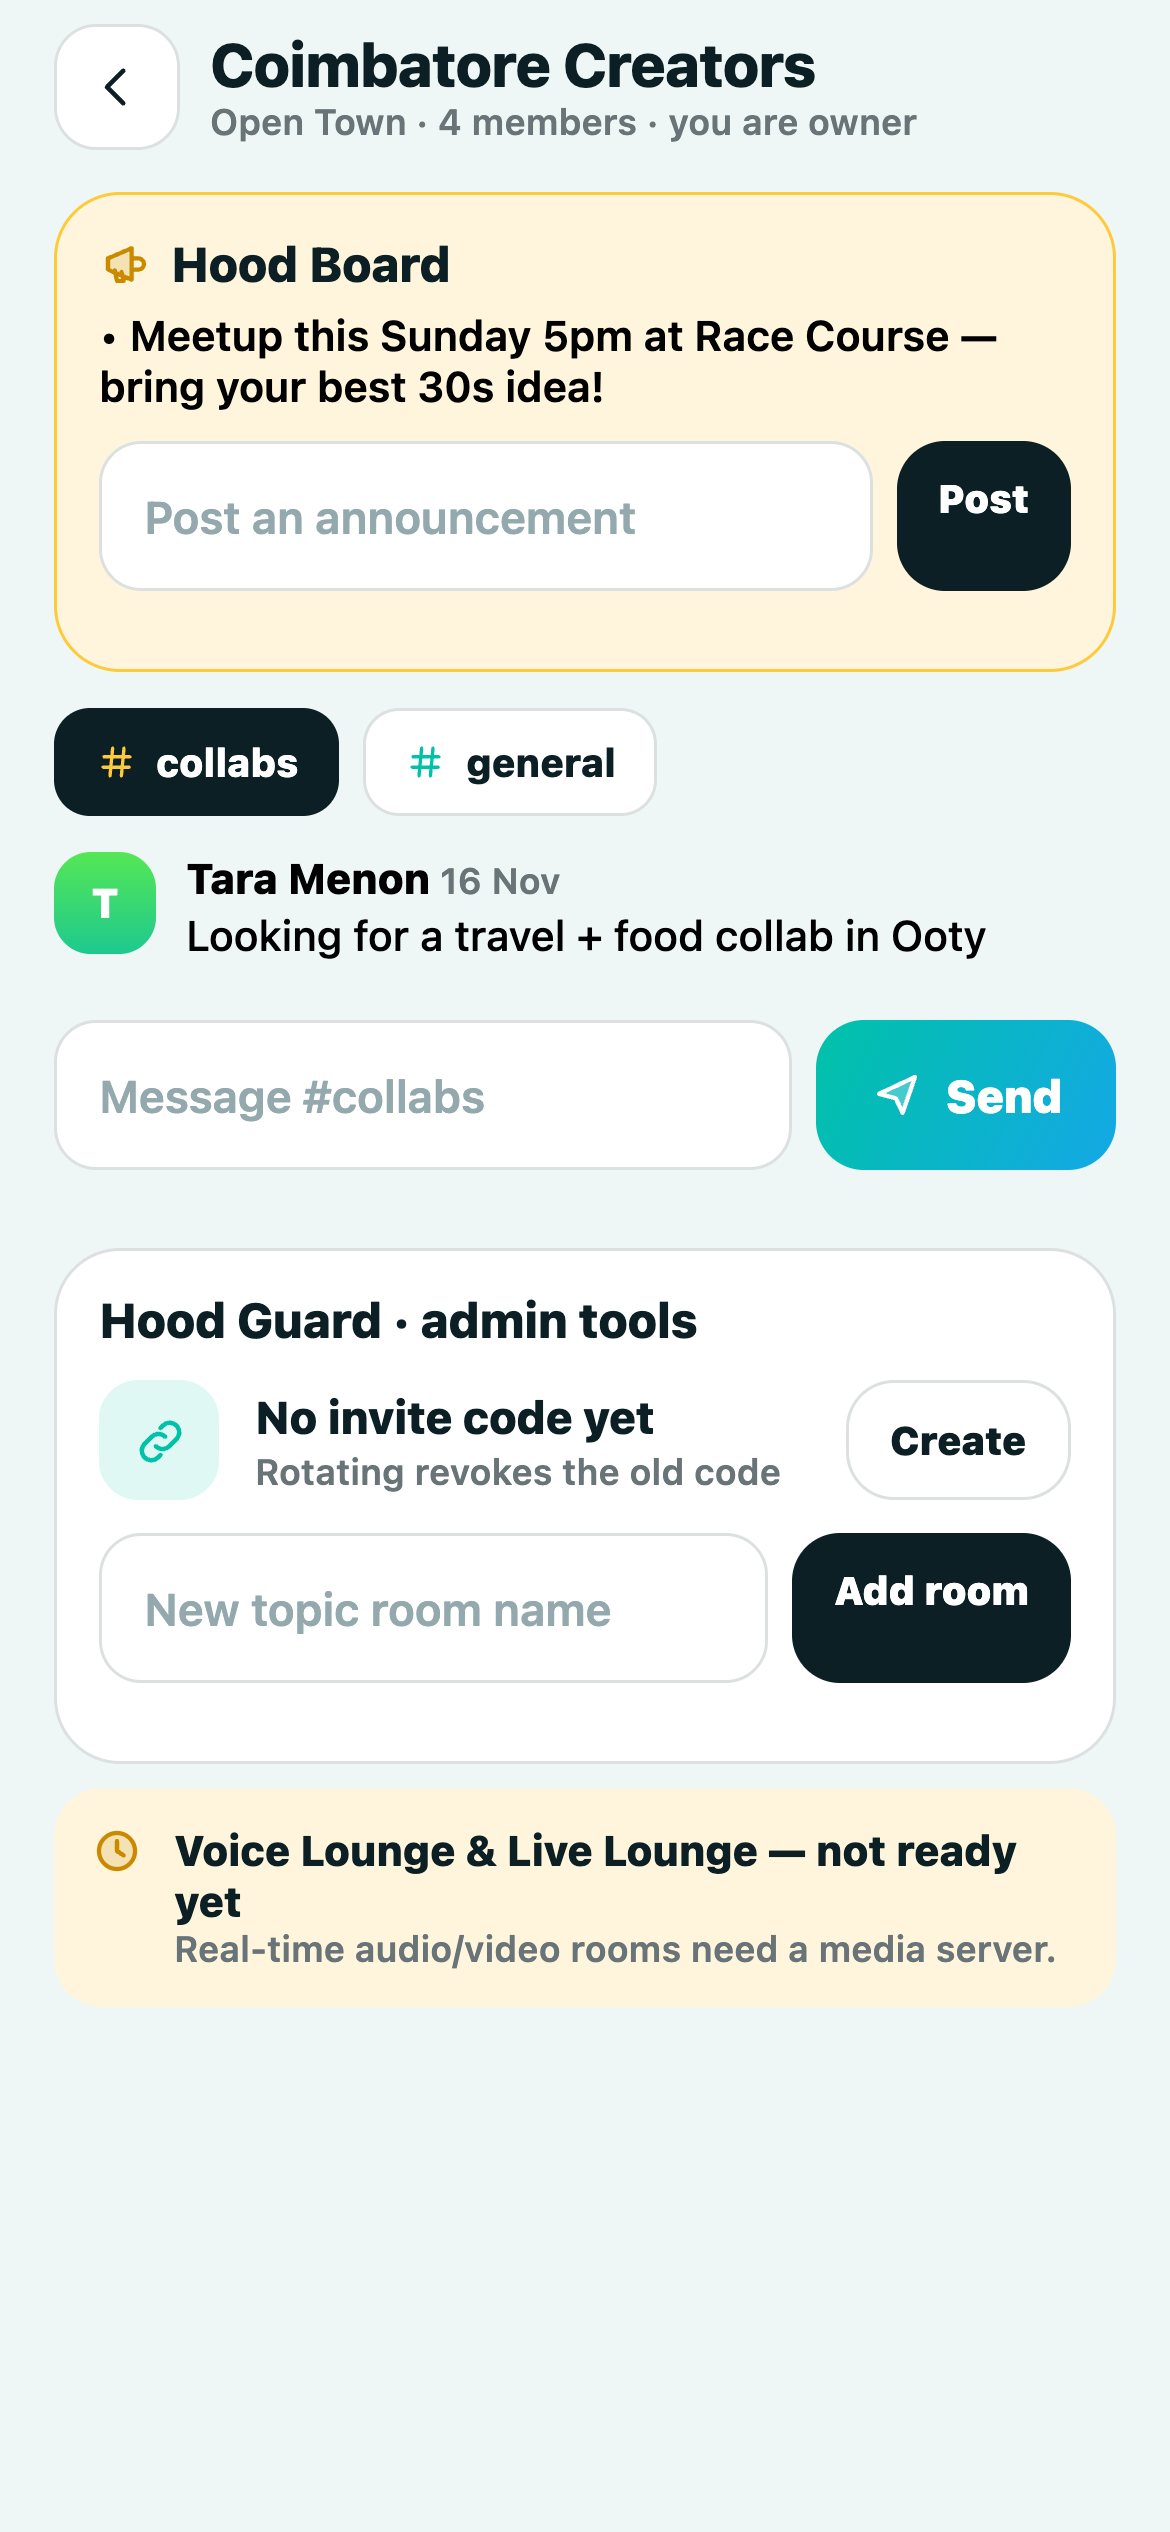 Coimbatore Creators
Open Town · 4 members · you are owner
Hood Board
• Meetup this Sunday 5pm at Race Course —
bring your best 30s idea!
Post an announcement
Post
# collabs
# general
T
Tara Menon 16 Nov
Looking for a travel + food collab in Ooty
Message #collabs
Send
Hood Guard · admin tools
No invite code yet
Rotating revokes the old code
Create
New topic room name
Add room
Voice Lounge & Live Lounge — not ready
yet
Real-time audio/video rooms need a media server.